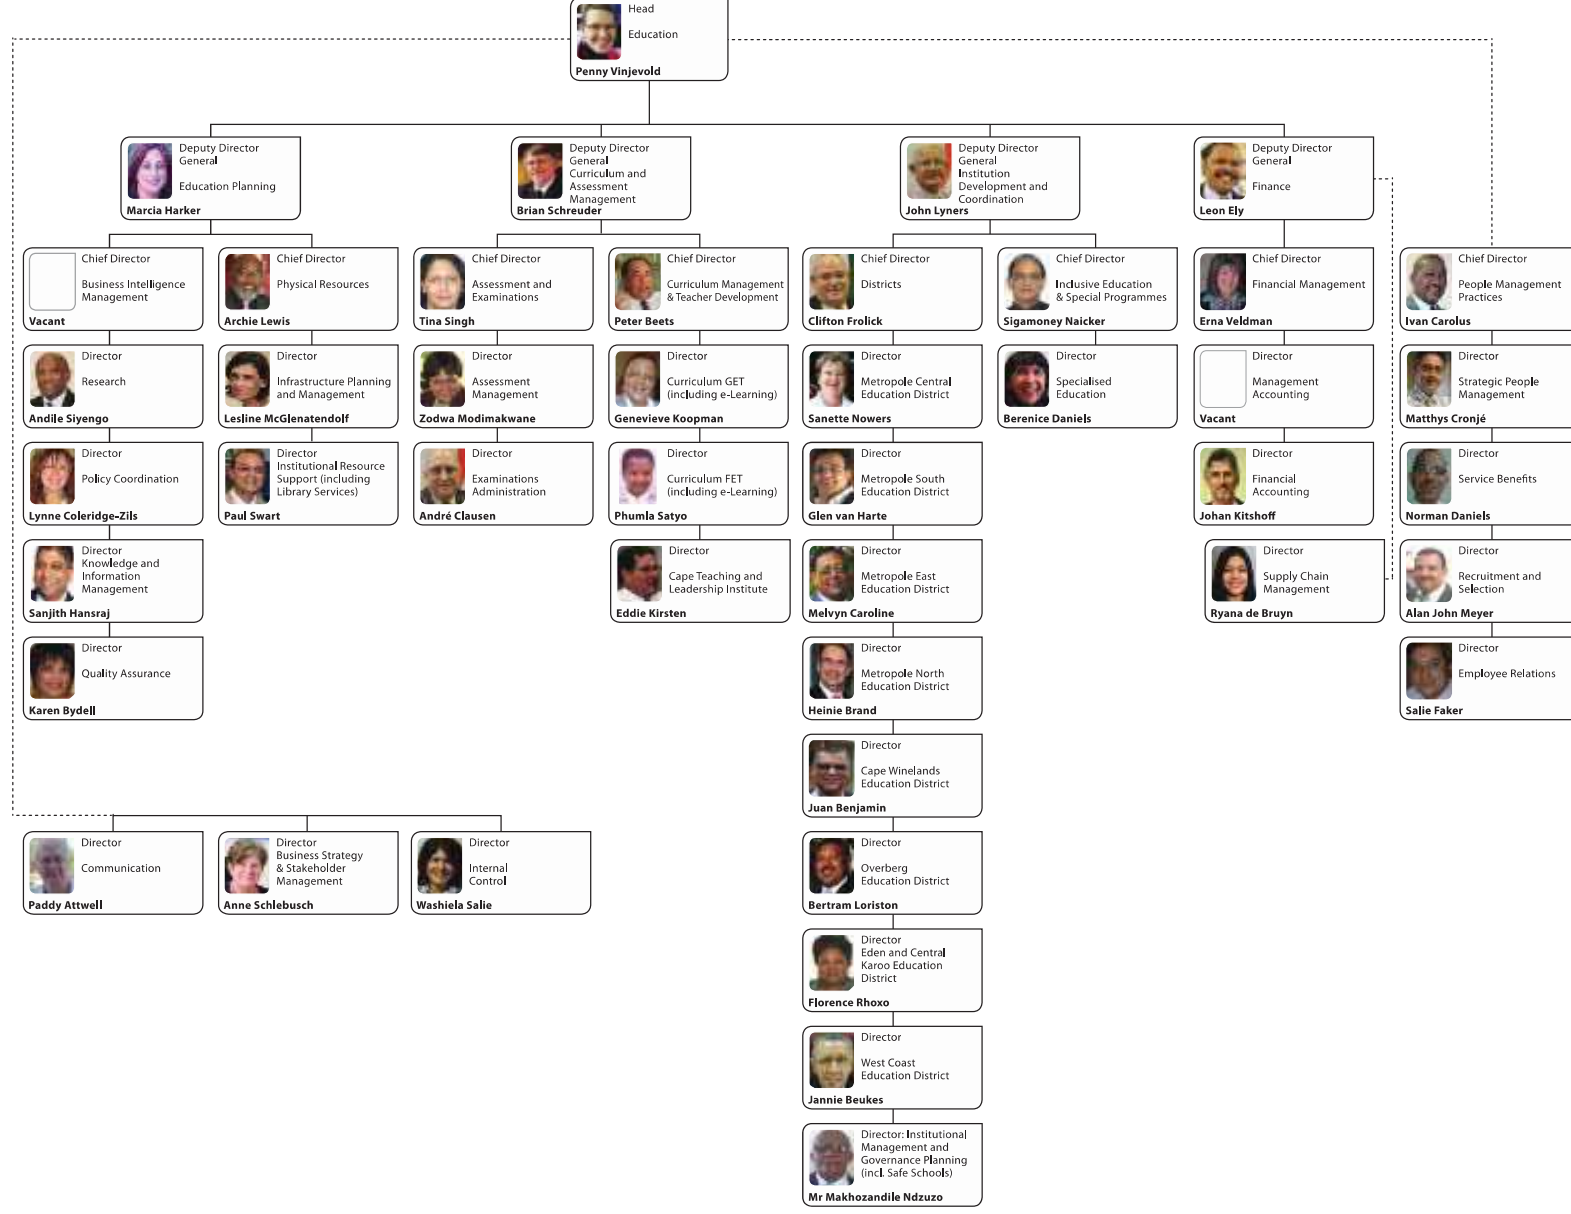 Head
Education
Penny Vinjevold
Deputy Director
General
Education Planning
Marcia Harker
Deputy Director
General
Curriculum and
Assessment
Management
Brian Schreuder
Deputy Director
General
Institution
Development and
Coordination
John Lyners
Deputy Director
General
Finance
Leon Ely
Chief Director
Business Intelligence
Management
Vacant
Chief Director
Physical Resources
Archie Lewis
Chief Director
Assessment and
Examinations
Tina Singh
Chief Director
Curriculum Management
& Teacher Development
Peter Beets
Chief Director
Districts
Clifton Frolick
Chief Director
Inclusive Education
& Special Programmes
Sigamoney Naicker
Chief Director
Financial Management
Erna Veldman
Chief Director
People Management
Practices
Ivan Carolus
Director
Research
Andile Siyengo
Director
Infrastructure Planning
and Management
Lesline McGlenatendolf
Director
Assessment
Management
Zodwa Modimakwane
Director
Curriculum GET
(including e-Learning)
Genevieve Koopman
Director
Metropole Central
Education District
Sanette Nowers
Director
Specialised
Education
Berenice Daniels
Director
Management
Accounting
Vacant
Director
Strategic People
Management
Matthys Cronjé
Director
Policy Coordination
Lynne Coleridge-Zils
Director
Institutional Resource
Support (including
Library Services)
Paul Swart
Director
Examinations
Administration
André Clausen
Director
Curriculum FET
(including e-Learning)
Phumla Satyo
Director
Metropole South
Education District
Glen van Harte
Director
Financial
Accounting
Johan Kitshoff
Director
Service Benefits
Norman Daniels
Director
Knowledge and
Information
Management
Sanjith Hansraj
Director
Cape Teaching and
Leadership Institute
Eddie Kirsten
Director
Metropole East
Education District
Melvyn Caroline
Director
Supply Chain
Management
Ryana de Bruyn
Director
Recruitment and
Selection
Alan John Meyer
Director
Quality Assurance
Karen Bydell
Director
Metropole North
Education District
Heinie Brand
Director
Employee Relations
Salie Faker
Director
Cape Winelands
Education District
Juan Benjamin
Director
Communication
Paddy Attwell
Director
Business Strategy
& Stakeholder
Management
Anne Schlebusch
Director
Internal
Control
Washiela Salie
Director
Overberg
Education District
Bertram Loriston
Director
Eden and Central
Karoo Education
District
Florence Rhoxo
Director
West Coast
Education District
Jannie Beukes
Director: Institutional
Management and
Governance Planning
(incl. Safe Schools)
Mr Makhozandile Ndzuzo